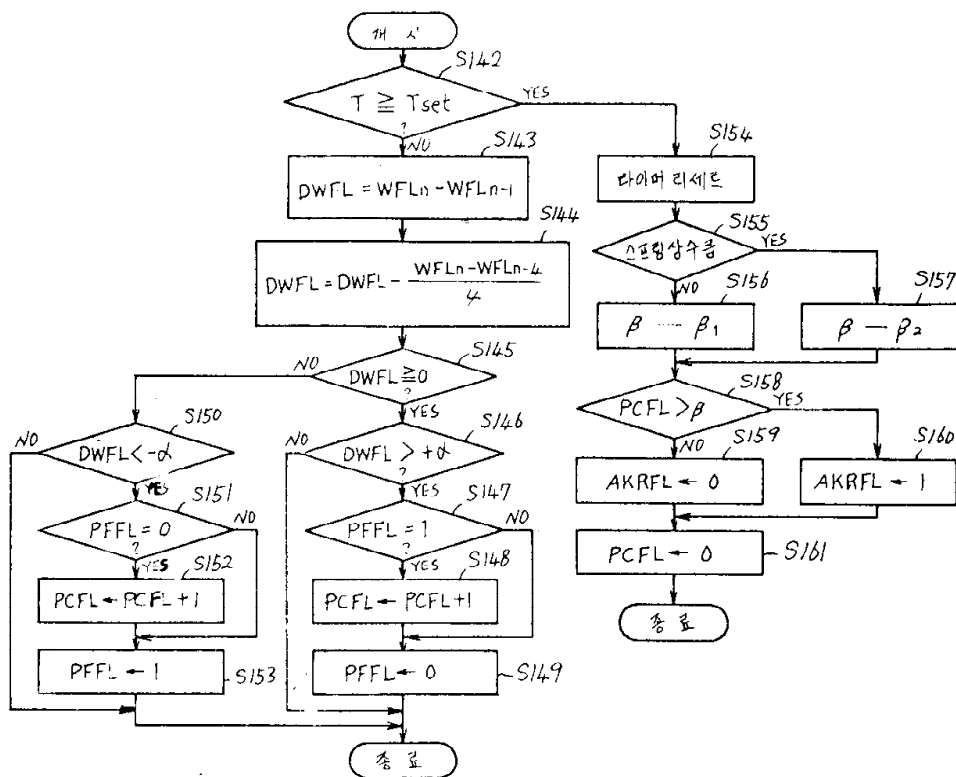 개시
S142
T ≧ Tset
?
YES
NO
S143
DWFL = WFLn-WFLn-1
S144
DWFL = DWFL - WFLn-WFLn-4
4
S145
NO
DWFL ≧ 0
?
YES
S150
NO
DWFL < -α
?
YES
S146
NO
DWFL > +α
?
YES
S151
PFFL = 0
?
NO
YES
S147
PFFL = 1
?
NO
YES
S152
PCFL ← PCFL + 1
S148
PCFL ← PCFL + 1
PFFL ← 1
S153
PFFL ← 0
S149
종료
S154
타이머 리세트
S155
스프링상수큼
YES
NO
S156
β ---- β1
S157
β — β2
S158
PCFL > β
YES
NO
S159
AKRFL ← 0
S160
AKRFL ← 1
PCFL ← 0
S161
종료